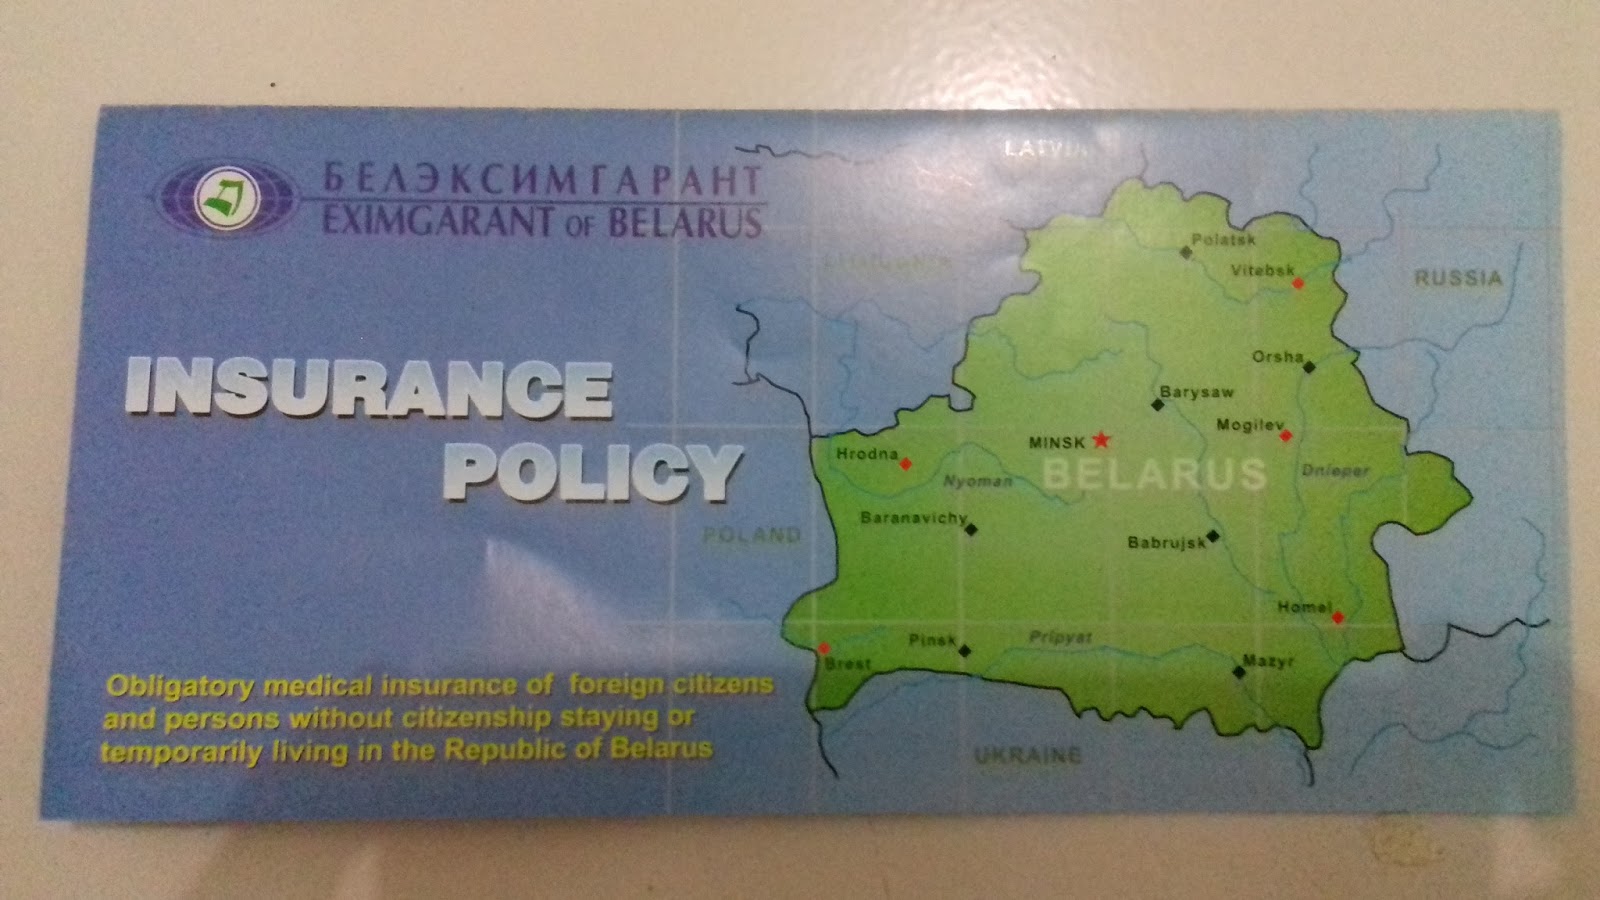 БЕЛЭКСИМГАРАНТ
EXIMGARANT OF BELARUS
INSURANCE
POLICY
Obligatory medical insurance of foreign citizens
and persons without citizenship staying or
temporarily living in the Republic of Belarus
LATVIA
LITHUANIA
RUSSIA
POLAND
UKRAINE
BELARUS
Polatsk
Vitebsk
Orsha
Barysaw
Mogilev
MINSK
Hrodna
Nyoman
Dnieper
Baranavichy
Babrujsk
Homel
Pinsk
Pripyat
Mazyr
Brest